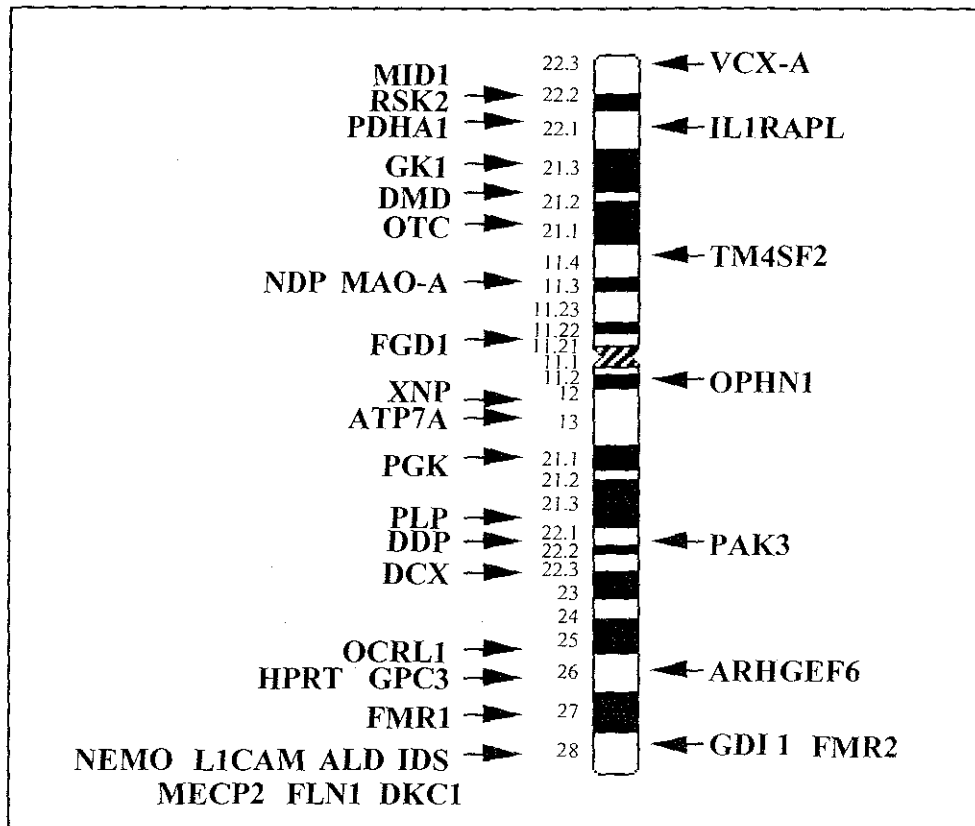 22.3 VCX-A
MID1
RSK2 22.2
PDHA1 22.1 IL1RAPL
GK1 21.3
DMD 21.2
OTC 21.1
11.4 TM4SF2
NDP MAO-A 11.3
11.23
11.22
FGD1 11.21
11.1
11.2 OPHN1
XNP 12
ATP7A 13
PGK 21.1
21.2
21.3
PLP 22.1
DDP 22.2 PAK3
DCX 22.3
23
24
25
OCRL1
HPRT GPC3 26 ARHGEF6
FMR1 27
NEMO L1CAM ALD IDS 28 GDI 1 FMR2
MECP2 FLN1 DKC1